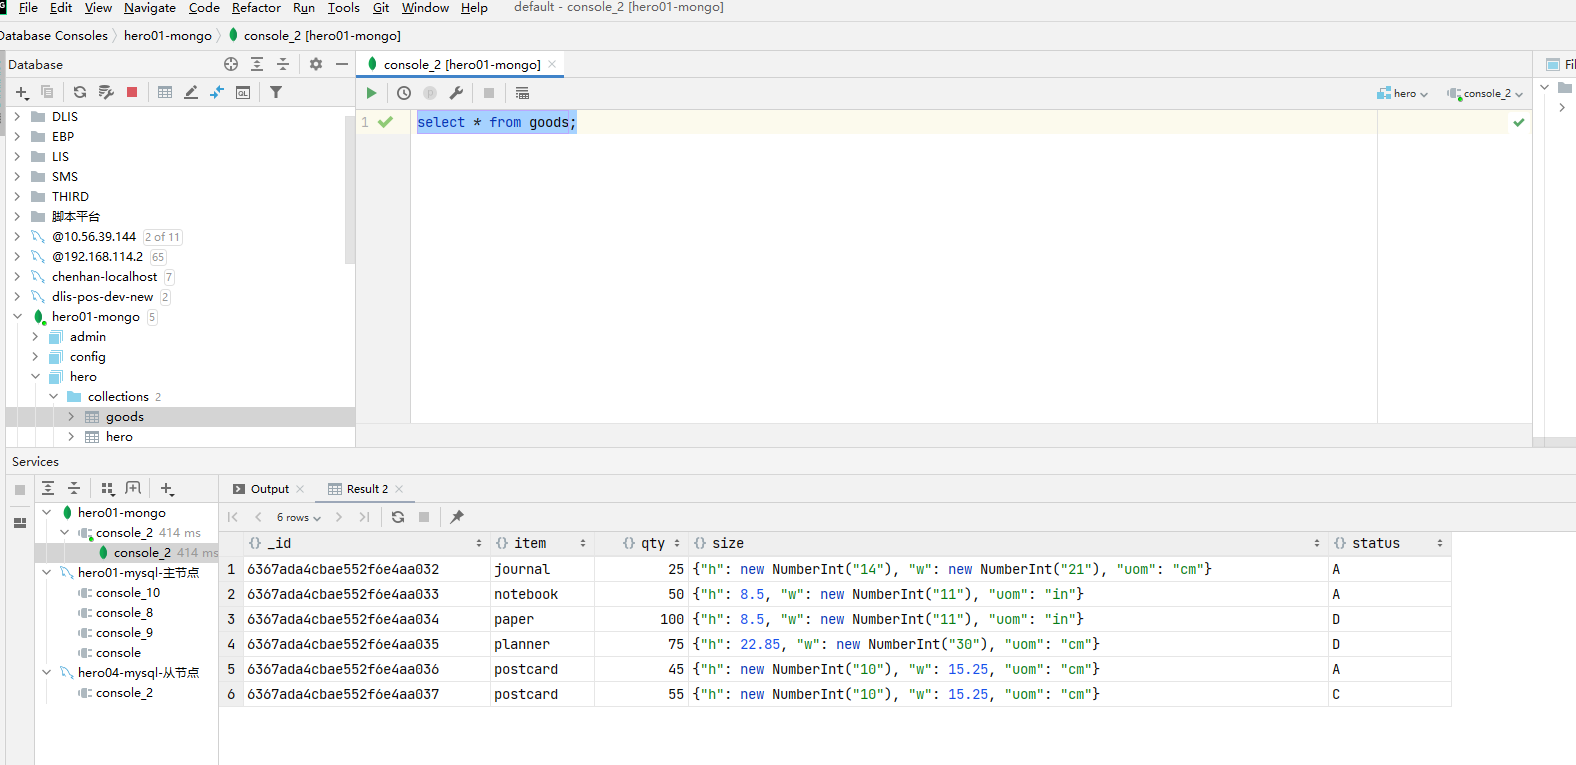 File Edit View Navigate Code Refactor Run Tools Git Window Help default - console_2 [hero01-mongo]
Database Consoles hero01-mongo console_2 [hero01-mongo]
Database
console_2 [hero01-mongo]
hero console_2
1 select * from goods;
DLIS
EBP
LIS
SMS
THIRD
脚本平台
@10.56.39.144 2 of 11
@192.168.114.2 65
chenhan-localhost 7
dlis-pos-dev-new 2
hero01-mongo 5
admin
config
hero
collections 2
goods
hero
Services
hero01-mongo
console_2 414 ms
console_2 414 ms
hero01-mysql-主节点
console_10
console_8
console_9
console
hero04-mysql-从节点
console_2
Output Result 2
6 rows
_id item qty size status
1 6367ada4cbae552f6e4aa032 journal 25 {"h": new NumberInt("14"), "w": new NumberInt("21"), "uom": "cm"} A
2 6367ada4cbae552f6e4aa033 notebook 50 {"h": 8.5, "w": new NumberInt("11"), "uom": "in"} A
3 6367ada4cbae552f6e4aa034 paper 100 {"h": 8.5, "w": new NumberInt("11"), "uom": "in"} D
4 6367ada4cbae552f6e4aa035 planner 75 {"h": 22.85, "w": new NumberInt("30"), "uom": "cm"} D
5 6367ada4cbae552f6e4aa036 postcard 45 {"h": new NumberInt("10"), "w": 15.25, "uom": "cm"} A
6 6367ada4cbae552f6e4aa037 postcard 55 {"h": new NumberInt("10"), "w": 15.25, "uom": "cm"} C